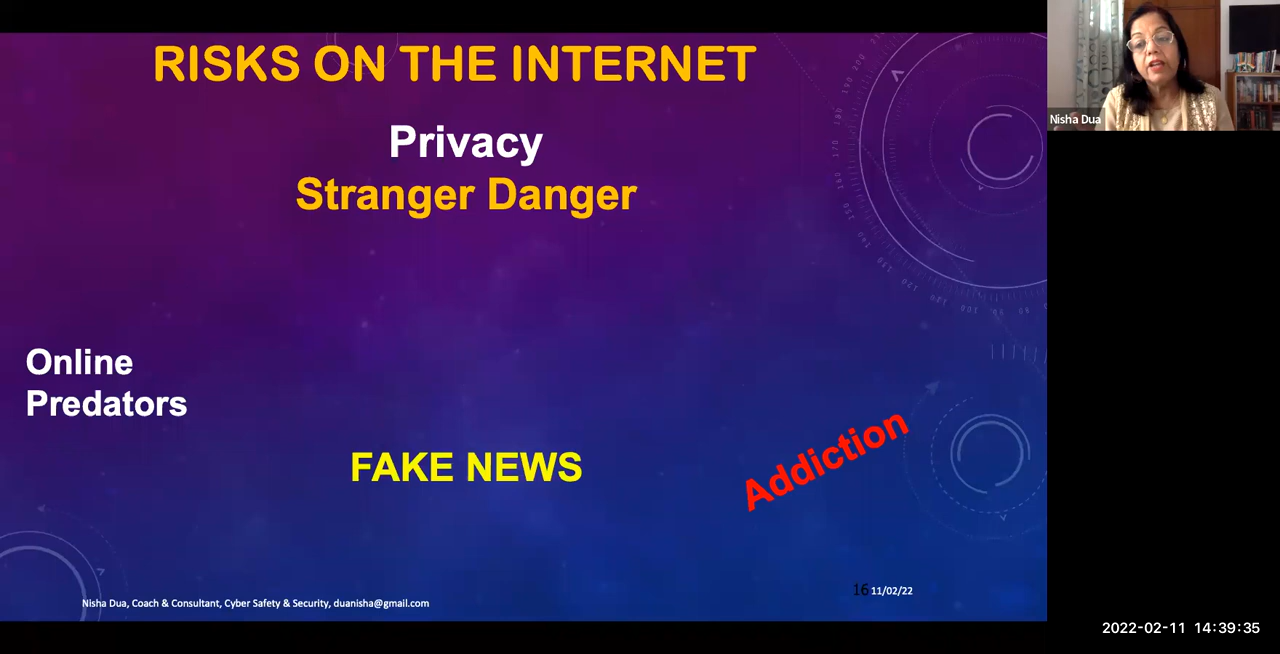 RISKS ON THE INTERNET
Nisha Dua
Privacy
Stranger Danger
Online
Predators
Addiction
FAKE NEWS
Nisha Dua, Coach & Consultant, Cyber Safety & Security, duanisha@gmail.com
16 11/02/22
2022-02-11 14:39:35